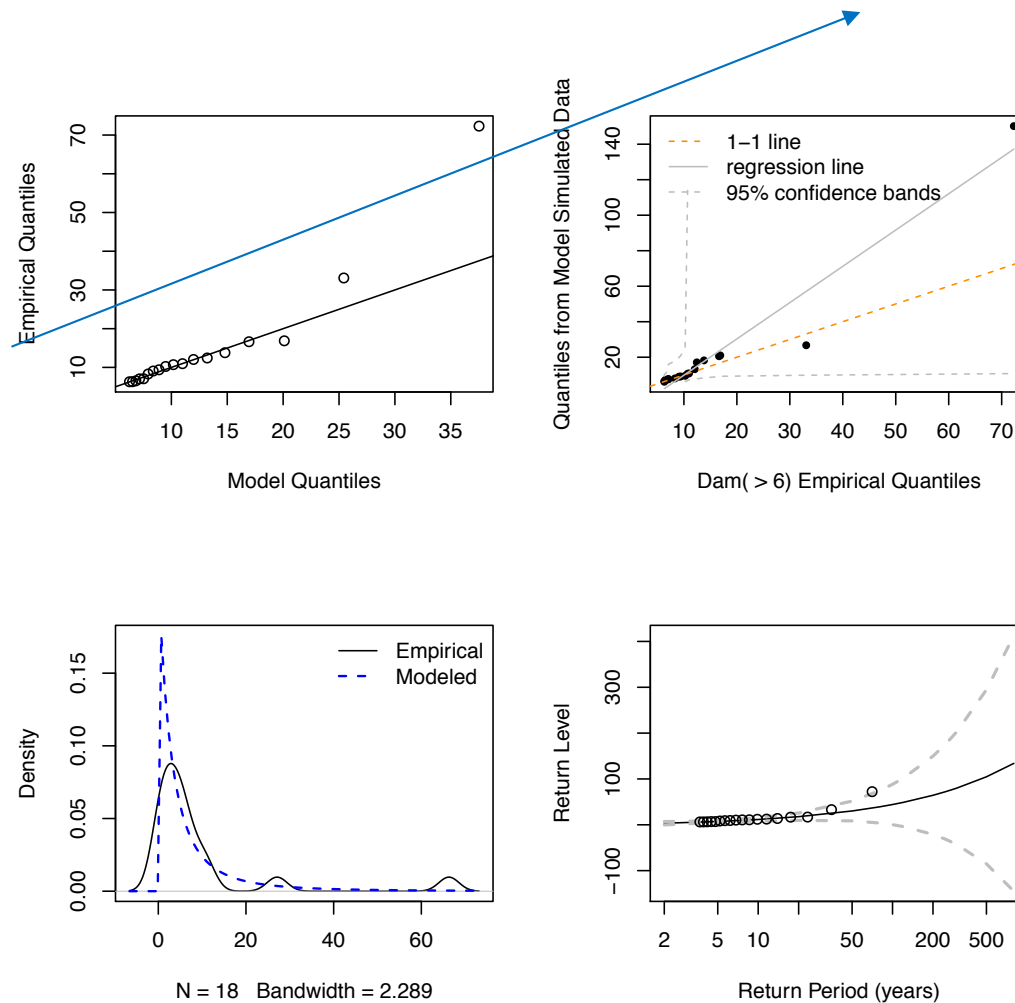 70
50
30
10
Empirical Quantiles
10 15 20 25 30 35
Model Quantiles
140
100
60
20
Quantiles from Model Simulated Data
1−1 line
regression line
95% confidence bands
10 20 30 40 50 60 70
Dam( > 6) Empirical Quantiles
0.15
0.10
0.05
0.00
Density
Empirical
Modeled
0 20 40 60
N = 18 Bandwidth = 2.289
300
100
−100
Return Level
2 5 10 50 200 500
Return Period (years)